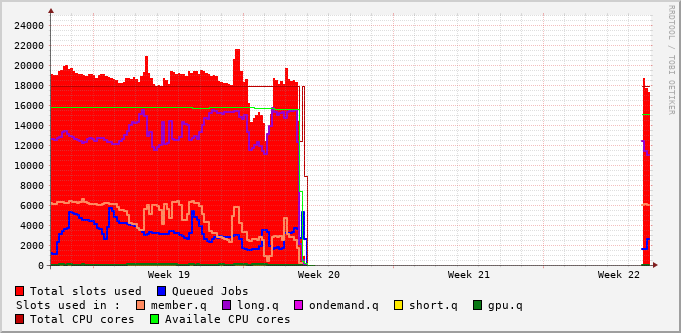 RRDTOOL / TOBI OETIKER
24000
22000
20000
18000
16000
14000
12000
10000
8000
6000
4000
2000
0
Week 19 Week 20 Week 21 Week 22
Total slots used Queued Jobs
Slots used in : member.q long.q ondemand.q short.q gpu.q
Total CPU cores Availale CPU cores